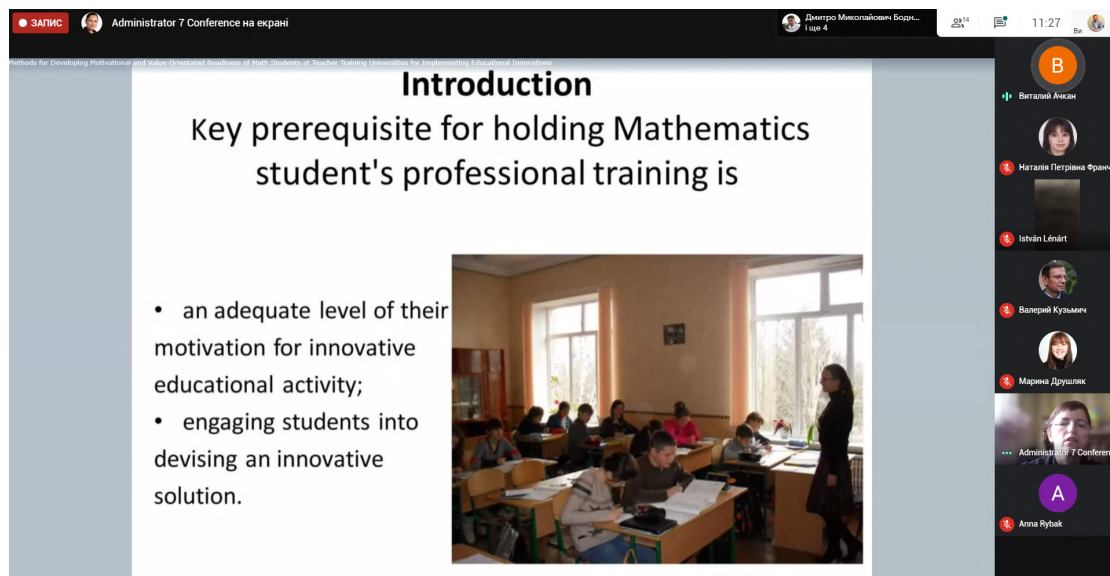 ЗАПИС
Administrator 7 Conference на екрані
Дмитро Миколайович Бодн...
і ще 4
14
11:27
Ви
Methods for Developing Motivational and Value-Orientated Readiness of Math Students at Teacher Training Universities for Implementing Educational Innovations
Introduction
Key prerequisite for holding Mathematics
student's professional training is
• an adequate level of their
motivation for innovative
educational activity;
• engaging students into
devising an innovative
solution.
В
Виталий Ачкан
Наталія Петрівна Франч
István Lénárt
Валерий Кузьмич
Марина Друшляк
Administrator 7 Conferen
A
Anna Rybak